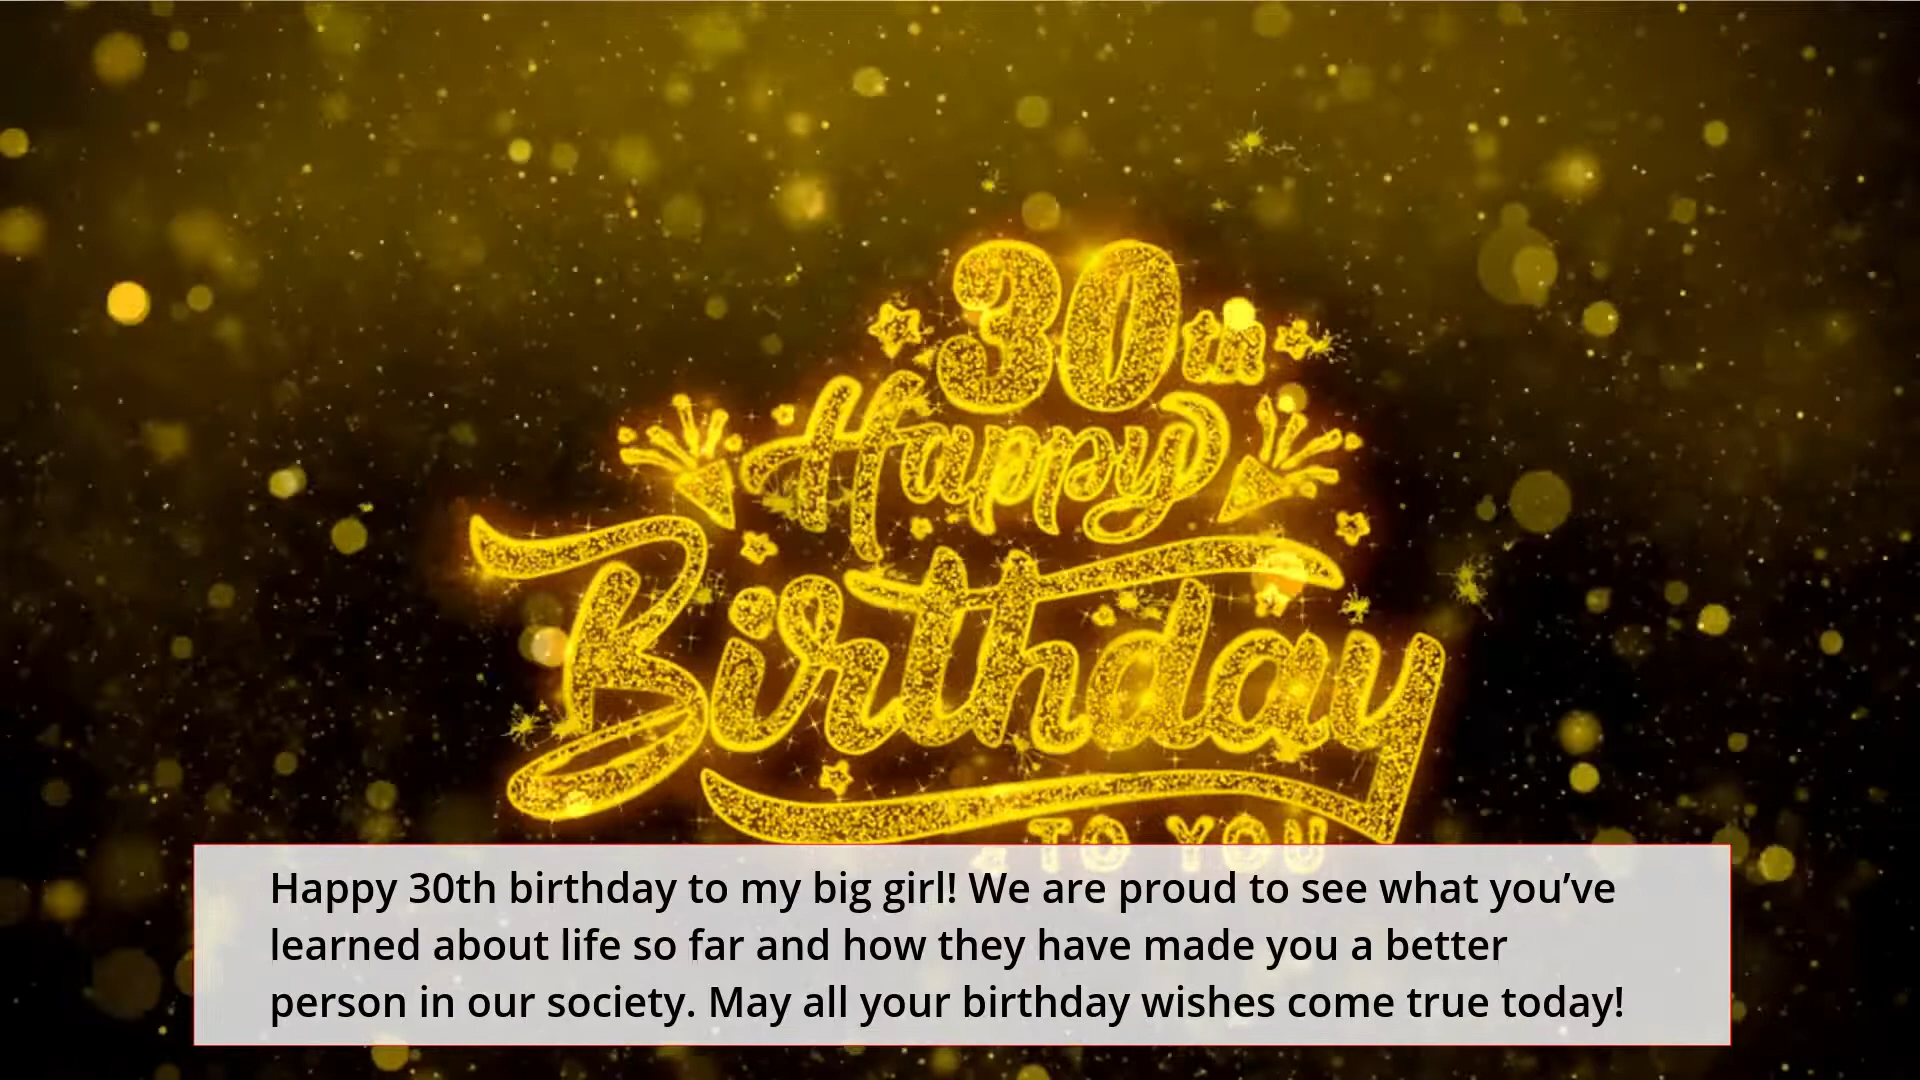 30th
Happy
Birthday
TO YOU
Happy 30th birthday to my big girl! We are proud to see what you’ve
learned about life so far and how they have made you a better
person in our society. May all your birthday wishes come true today!